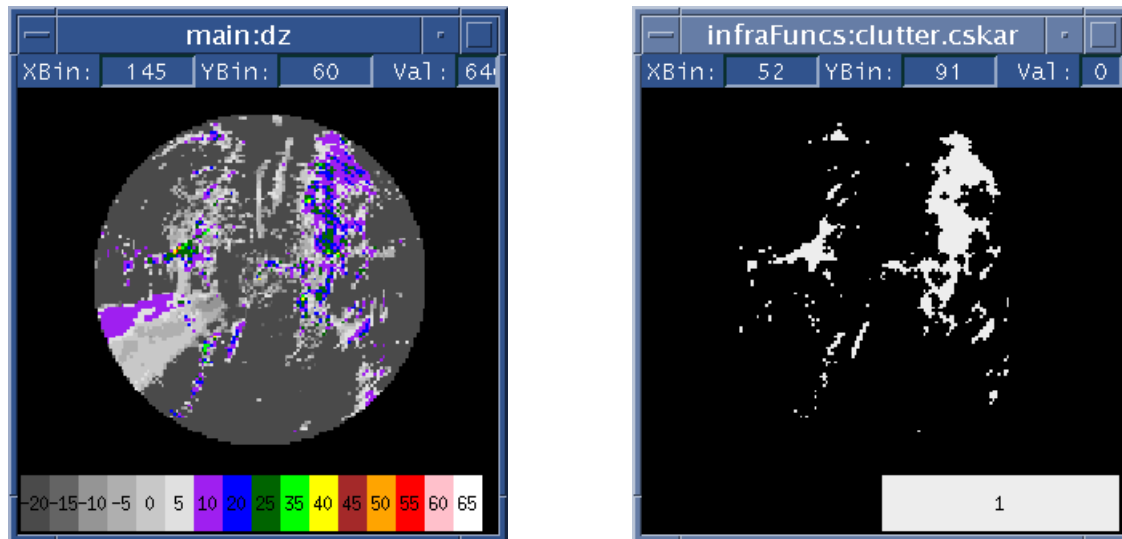 main:dz
XBin: 145 YBin: 60 Val: 64
-20 -15 -10 -5 0 5 10 20 25 35 40 45 50 55 60 65
infraFuncs:clutter.cskar
XBin: 52 YBin: 91 Val: 0
1